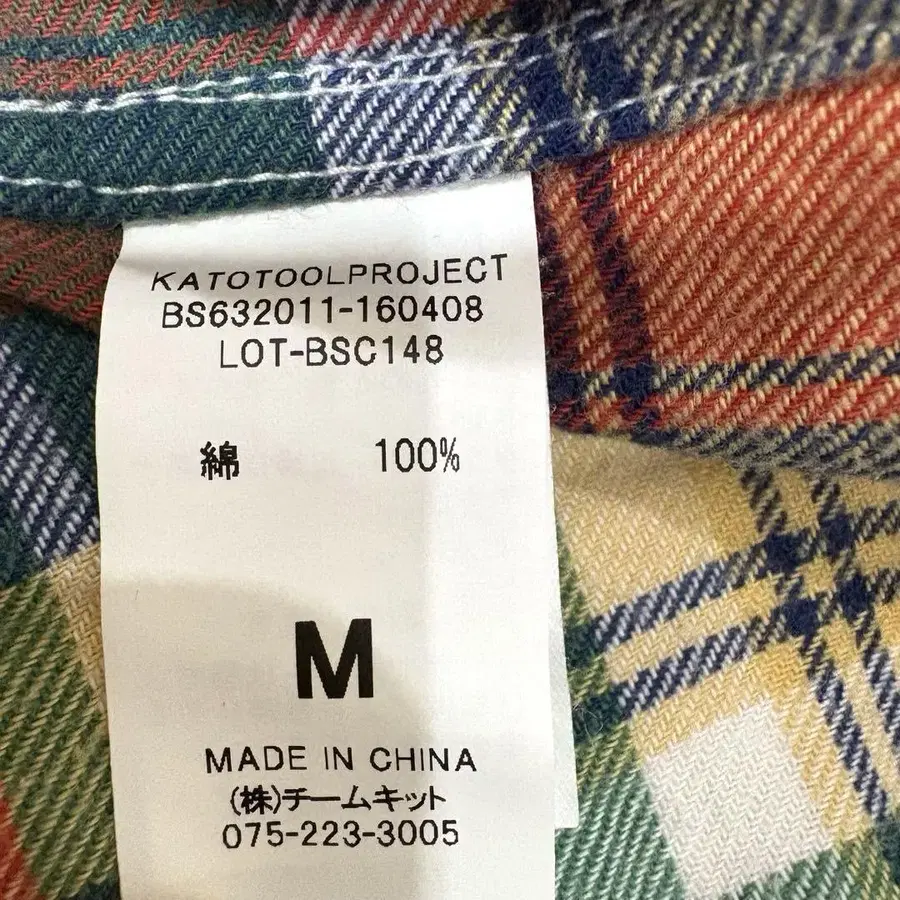 KATOTOOLPROJECT
BS632011-160408
LOT-BSC148
綿 100%
M
MADE IN CHINA
(株)チームキット
075-223-3005